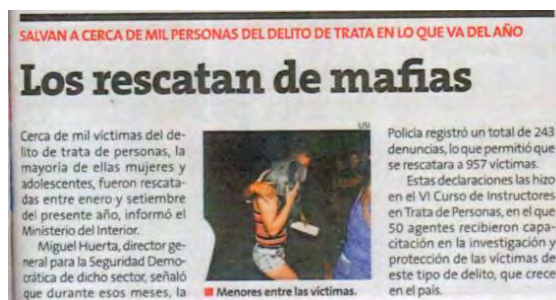 SALVAN A CERCA DE MIL PERSONAS DEL DELITO DE TRATA EN LO QUE VA DEL AÑO
Los rescatan de mafias
Cerca de mil víctimas del de-
lito de trata de personas, la
mayoría de ellas mujeres y
adolescentes, fueron rescata-
das entre enero y setiembre
del presente año, informó el
Ministerio del Interior.
Miguel Huerta, director ge-
neral para la Seguridad Demo-
crática de dicho sector, señaló
que durante esos meses, la
USI
Menores entre las víctimas.
Policía registró un total de 243
denuncias, lo que permitió que
se rescatara a 957 víctimas.
Estas declaraciones las hizo
en el VI Curso de Instructores
en Trata de Personas, en el que
50 agentes recibieron capa-
citación en la investigación y
protección de las víctimas de
este tipo de delito, que crece
en el país.